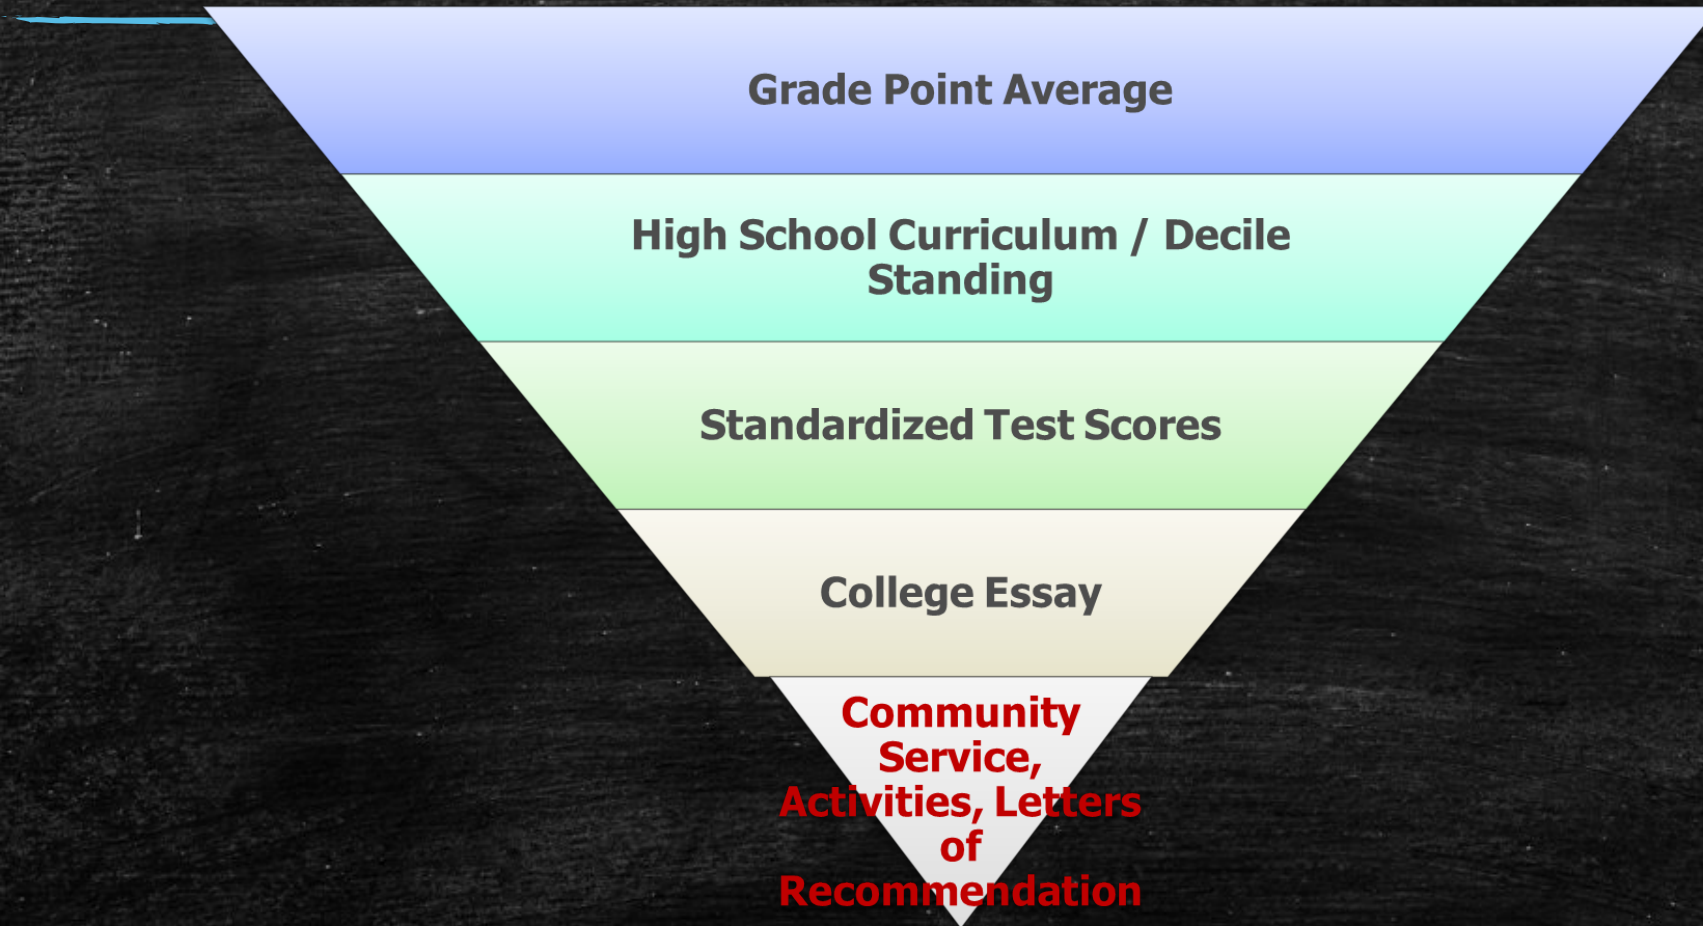 Grade Point Average
High School Curriculum / Decile
Standing
Standardized Test Scores
College Essay
Community
Service,
Activities, Letters
of
Recommendation